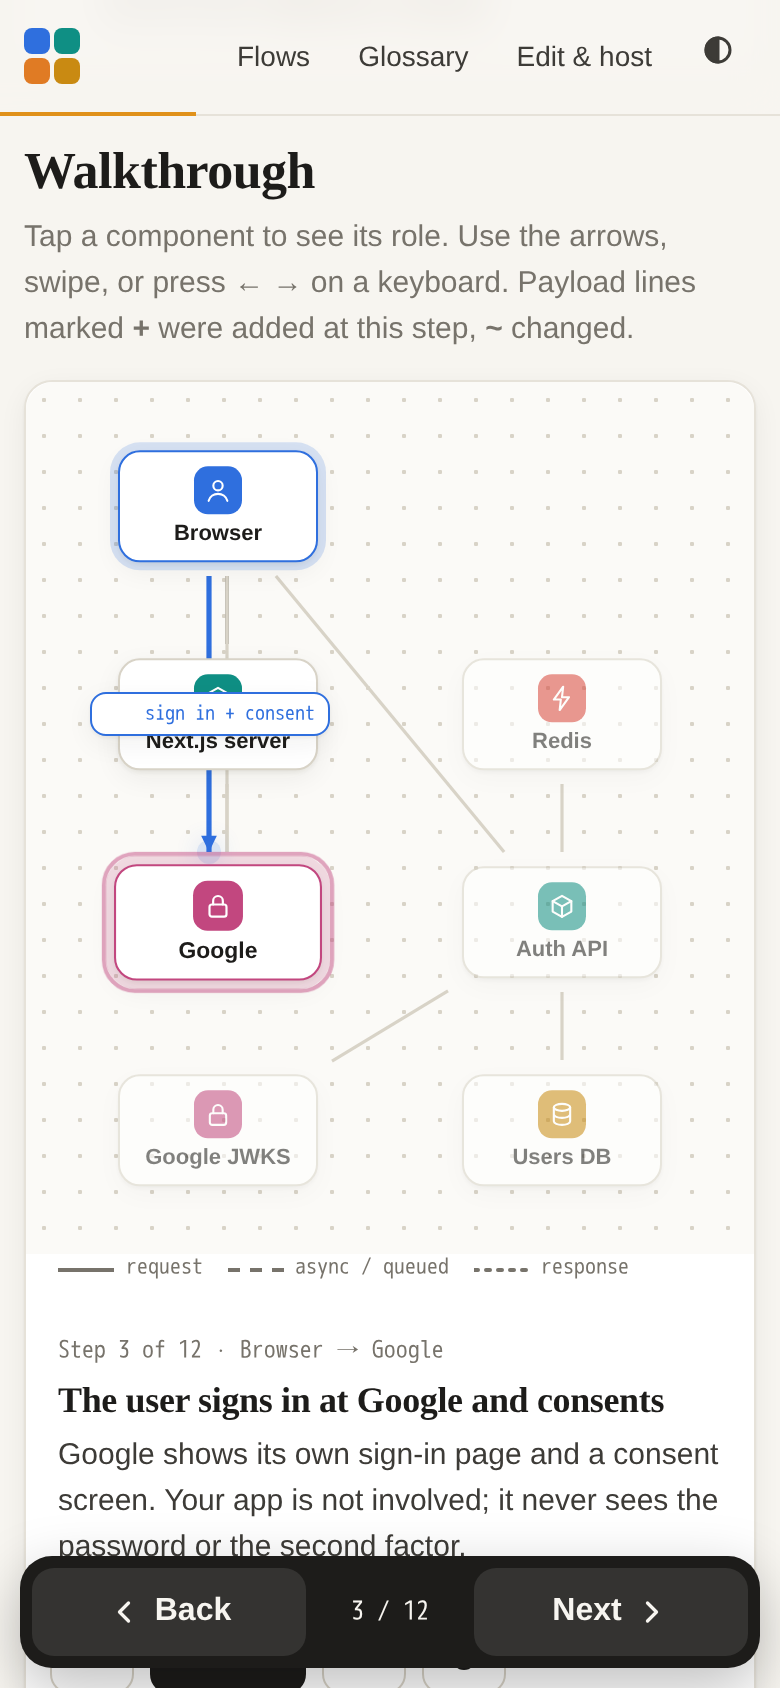 Flows Glossary Edit & host
Walkthrough
Tap a component to see its role. Use the arrows,
swipe, or press ← → on a keyboard. Payload lines
marked + were added at this step, ~ changed.
Browser
sign in + consent
Next.js server
Redis
Google
Auth API
Google JWKS
Users DB
request async / queued response
Step 3 of 12 · Browser → Google
The user signs in at Google and consents
Google shows its own sign-in page and a consent
screen. Your app is not involved; it never sees the
password or the second factor.
Back 3 / 12 Next